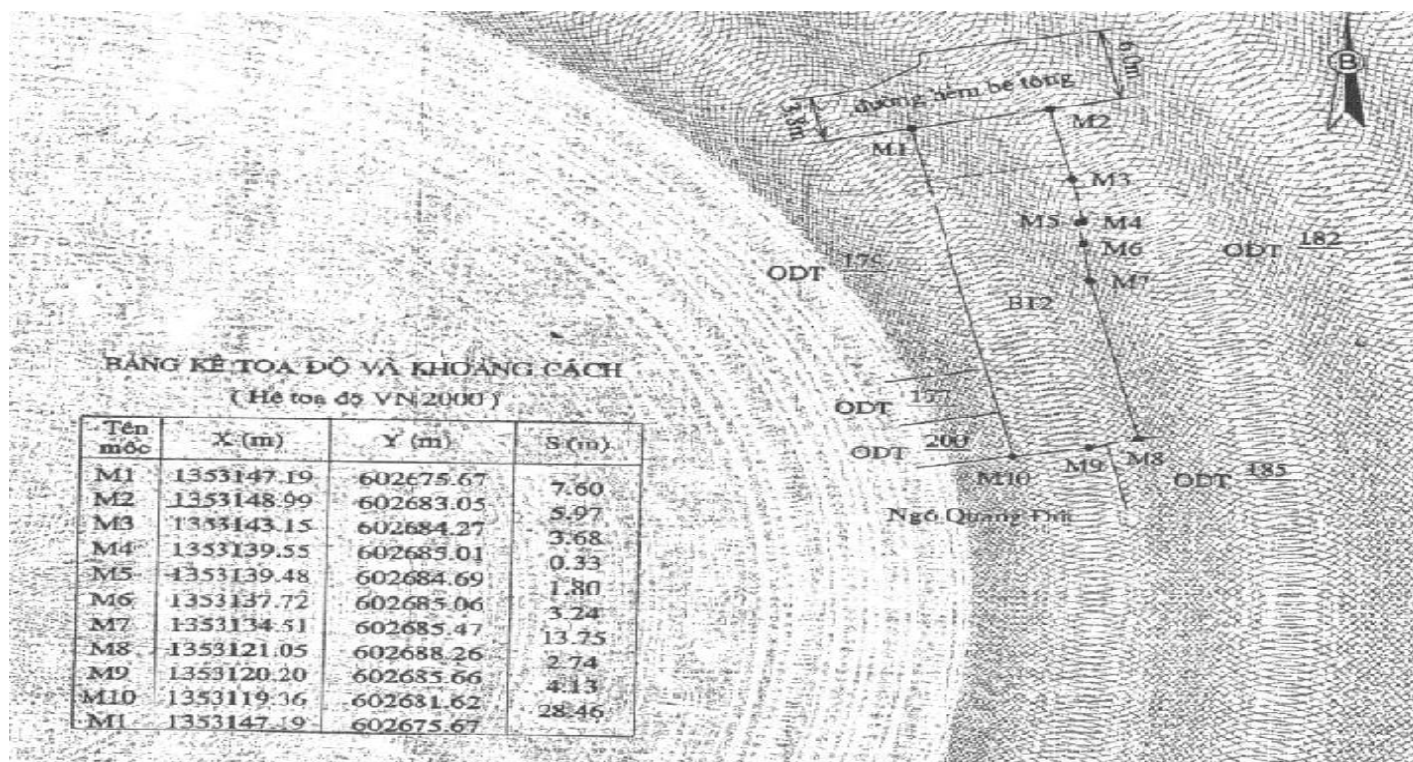 6.0m
B
3.8m
đường hẻm bê tông
M2
M1
M3
M5 M4
M6
ODT 182
ODT
M7
B12
BẢNG KÊ TOẠ ĐỘ VÀ KHOẢNG CÁCH
( Hệ toạ độ VN 2000 )
ODT
Tên mốc X (m) Y (m) S (m)
ODT 200
M9 M8
M10
ODT 185
Ngô Quang
M1 1353147.19 602675.67
7.60
M2 1353148.99 602683.05
5.97
M3 1353143.15 602684.27
3.68
M4 1353139.55 602685.01
0.33
M5 1353139.48 602684.69
1.80
M6 1353137.72 602685.06
3.24
M7 1353134.51 602685.47
13.75
M8 1353121.05 602688.26
2.74
M9 1353120.20 602685.66
4.13
M10 1353119.36 602681.62
28.46
M1 1353147.19 602675.67